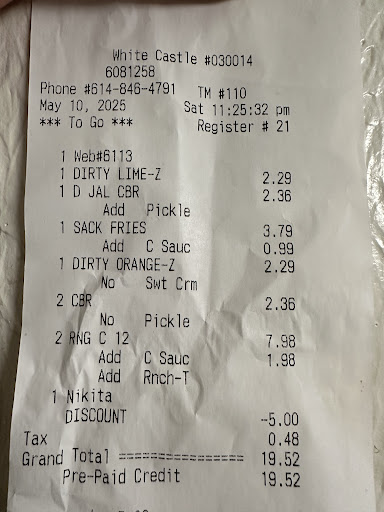 White Castle #030014
6081258
Phone #614-846-4791 TM #110
May 10, 2025 Sat 11:25:32 pm
*** To Go *** Register # 21
1 Web#6113
1 DIRTY LIME-Z 2.29
1 D JAL CBR 2.36
Add Pickle
1 SACK FRIES 3.79
Add C Sauc 0.99
1 DIRTY ORANGE-Z 2.29
No Swt Crm
2 CBR 2.36
No Pickle
2 RNG C 12 7.98
Add C Sauc 1.98
Add Rnch-T
1 Nikita
DISCOUNT -5.00
Tax 0.48
Grand Total ================ 19.52
Pre-Paid Credit 19.52